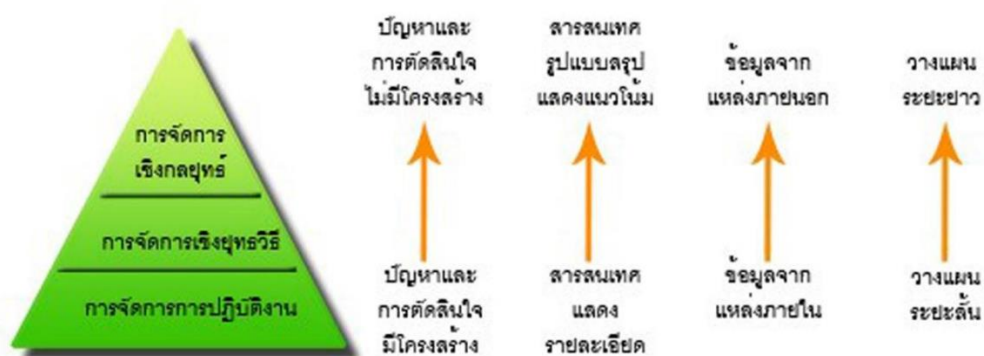 การจัดการ
เชิงกลยุทธ์
การจัดการเชิงยุทธวิธี
การจัดการการปฏิบัติงาน
ปัญหาและ
การตัดสินใจ
ไม่มีโครงสร้าง
สารสนเทศ
รูปแบบสรุป
แสดงแนวโน้ม
ข้อมูลจาก
แหล่งภายนอก
วางแผน
ระยะยาว
ปัญหาและ
การตัดสินใจ
มีโครงสร้าง
สารสนเทศ
แสดง
รายละเอียด
ข้อมูลจาก
แหล่งภายใน
วางแผน
ระยะสั้น